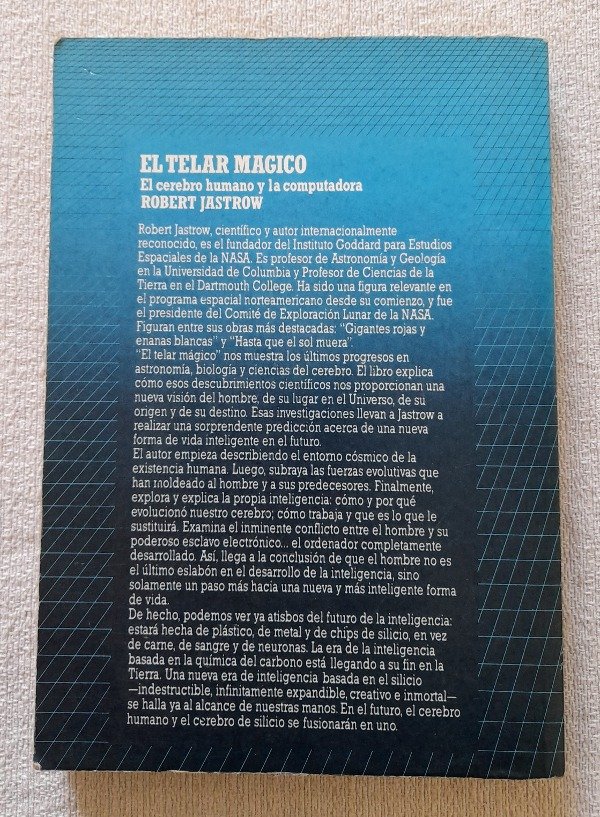 EL TELAR MAGICO
El cerebro humano y la computadora
ROBERT JASTROW
Robert Jastrow, científico y autor internacionalmente
reconocido, es el fundador del Instituto Goddard para Estudios
Espaciales de la NASA. Es profesor de Astronomía y Geología
en la Universidad de Columbia y Profesor de Ciencias de la
Tierra en el Dartmouth College. Ha sido una figura relevante en
el programa espacial norteamericano desde su comienzo, y fue
el presidente del Comité de Exploración Lunar de la NASA.
Figuran entre sus obras más destacadas: "Gigantes rojas y
enanas blancas" y "Hasta que el sol muera".
"El telar mágico" nos muestra los últimos progresos en
astronomía, biología y ciencias del cerebro. El libro explica
cómo esos descubrimientos científicos nos proporcionan una
nueva visión del hombre, de su lugar en el Universo, de su
origen y de su destino. Esas investigaciones llevan a Jastrow a
realizar una sorprendente predicción acerca de una nueva
forma de vida inteligente en el futuro.
El autor empieza describiendo el entorno cósmico de la
existencia humana. Luego, subraya las fuerzas evolutivas que
han moldeado al hombre y a sus predecesores. Finalmente,
explora y explica la propia inteligencia: cómo y por qué
evolucionó nuestro cerebro; cómo trabaja y que es lo que le
sustituirá. Examina el inminente conflicto entre el hombre y su
poderoso esclavo electrónico... el ordenador completamente
desarrollado. Así, llega a la conclusión de que el hombre no es
el último eslabón en el desarrollo de la inteligencia, sino
solamente un paso más hacia una nueva y más inteligente forma
de vida.
De hecho, podemos ver ya atisbos del futuro de la inteligencia:
estará hecha de plástico, de metal y de chips de silicio, en vez
de carne, de sangre y de neuronas. La era de la inteligencia
basada en la química del carbono está llegando a su fin en la
Tierra. Una nueva era de inteligencia basada en el silicio
—indestructible, infinitamente expandible, creativo e inmortal—
se halla ya al alcance de nuestras manos. En el futuro, el cerebro
humano y el cerebro de silicio se fusionarán en uno.